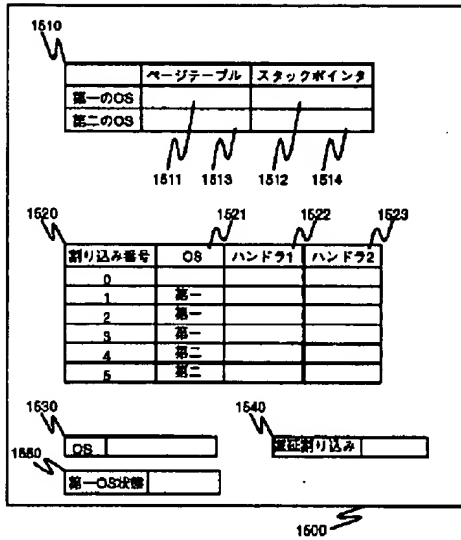 1510
ページテーブル スタックポインタ
第一のOS
第二のOS
1511 1513 1512 1514
1520 1521 1522 1523
割り込み番号 OS ハンドラ1 ハンドラ2
0
1 第一
2 第一
3 第一
4 第二
5 第二
1530 1540
OS 遅延割り込み
1550
第一OS状態
1500